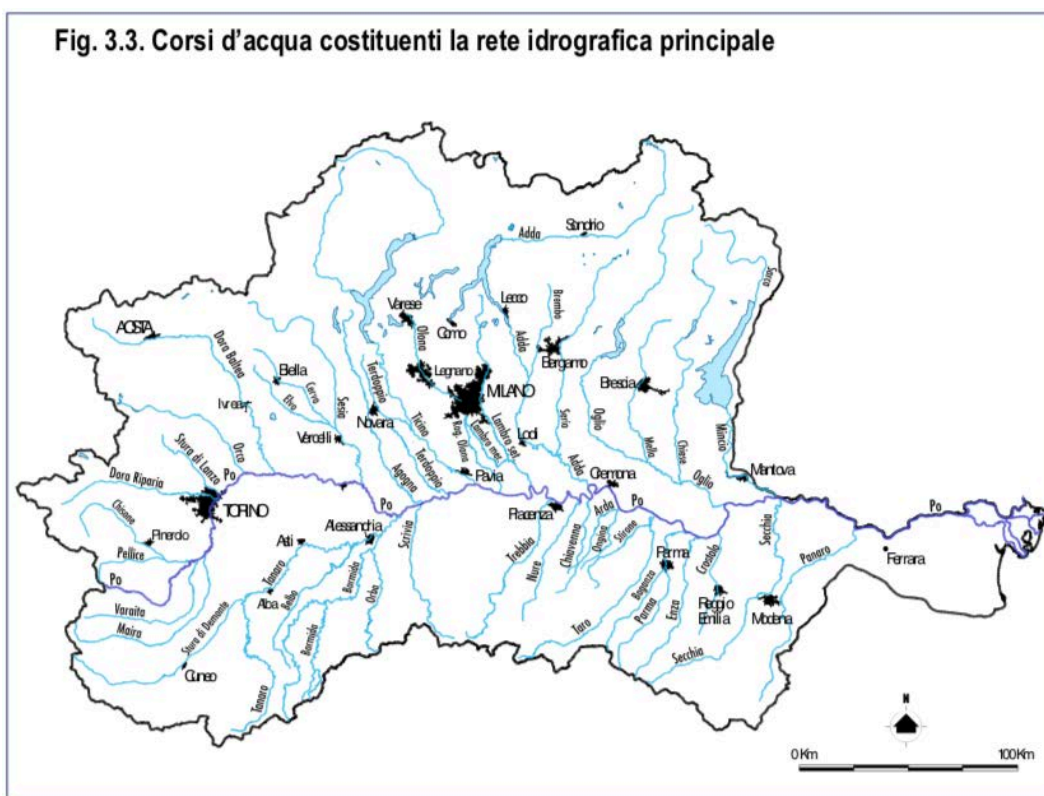 Fig. 3.3. Corsi d'acqua costituenti la rete idrografica principale
Sondrio
Adda
Sarca
Lecco
Brembo
Varese
Como
Olona
Adda
AOSTA
Dora Baltea
Bergamo
Legnano
Biella
Terdoppio
Brescia
MILANO
Ivrea
Elvo
Cervo
Sesia
Novara
Ticino
Serio
Oglio
Vercelli
Lodi
Bag. Olona
Lambro mer
Lambro set
Mella
Chiese
Mincio
Orco
Stura di Lanzo
Agogna
Terdoppio
Pavia
Adda
Cremona
Oglio
Mantova
Dora Riparia
Po
Po
Po
Po
TORINO
Chisone
Pinerolo
Pellice
Po
Alessandria
Asti
Scrivia
Piacenza
Trebbia
Nure
Chiavenna
Arda
Ongina
Stirone
Parma
Crostolo
Secchia
Panaro
Ferrara
Varaita
Maira
Stura di Demonte
Tanaro
Alba
Belbo
Bormida
Orba
Bormida
Tanaro
Cuneo
Taro
Baganza
Parma
Enza
Reggio
Emilia
Modena
Secchia
N
0 Km
100 Km